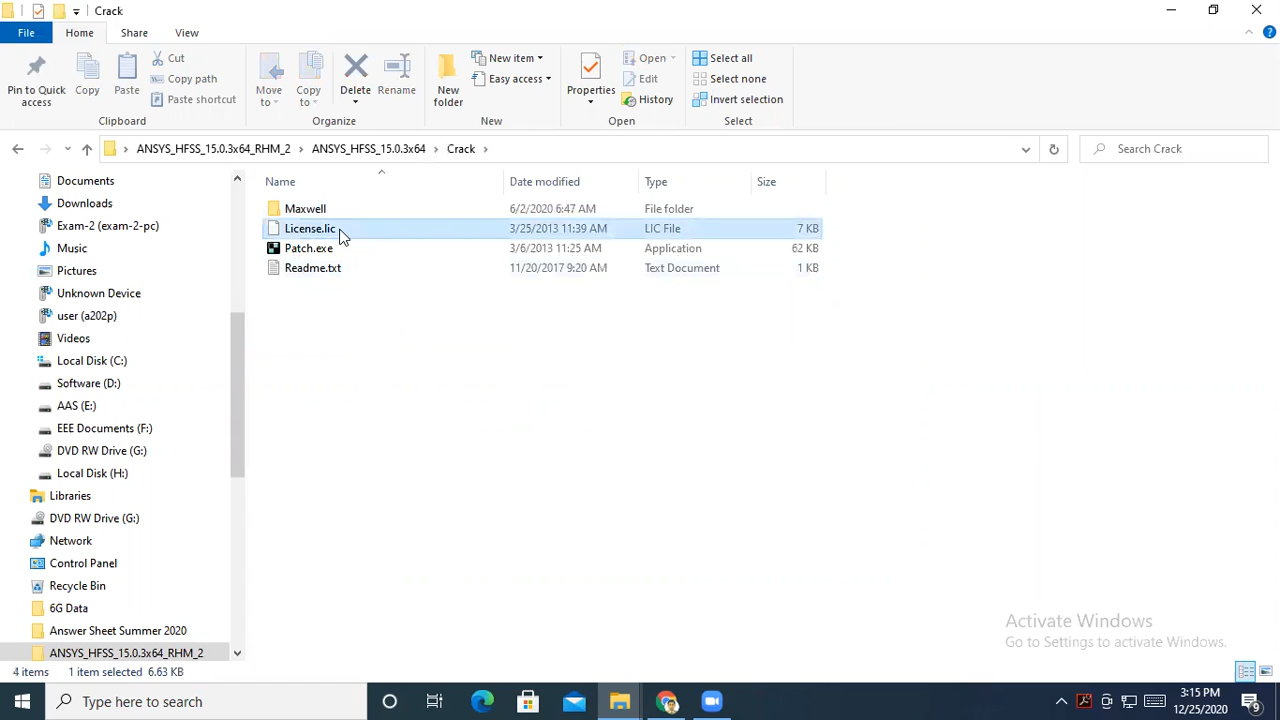 Crack
File Home Share View
Pin to Quick access
Copy
Paste
Cut
Copy path
Paste shortcut
Move to
Copy to
Delete
Rename
New folder
New item
Easy access
Properties
Open
Edit
History
Select all
Select none
Invert selection
Clipboard Organize New Open Select
ANSYS_HFSS_15.0.3x64_RHM_2 ANSYS_HFSS_15.0.3x64 Crack
Search Crack
Name Date modified Type Size
Maxwell 6/2/2020 6:47 AM File folder
License.lic 3/25/2013 11:39 AM LIC File 7 KB
Patch.exe 3/6/2013 11:25 AM Application 62 KB
Readme.txt 11/20/2017 9:20 AM Text Document 1 KB
Documents
Downloads
Exam-2 (exam-2-pc)
Music
Pictures
Unknown Device
user (a202p)
Videos
Local Disk (C:)
Software (D:)
AAS (E:)
EEE Documents (F:)
DVD RW Drive (G:)
Local Disk (H:)
Libraries
DVD RW Drive (G:)
Network
Control Panel
Recycle Bin
6G Data
Answer Sheet Summer 2020
ANSYS_HFSS_15.0.3x64_RHM_2
Activate Windows
Go to Settings to activate Windows.
4 items 1 item selected 6.63 KB
Type here to search
3:15 PM
12/25/2020
9